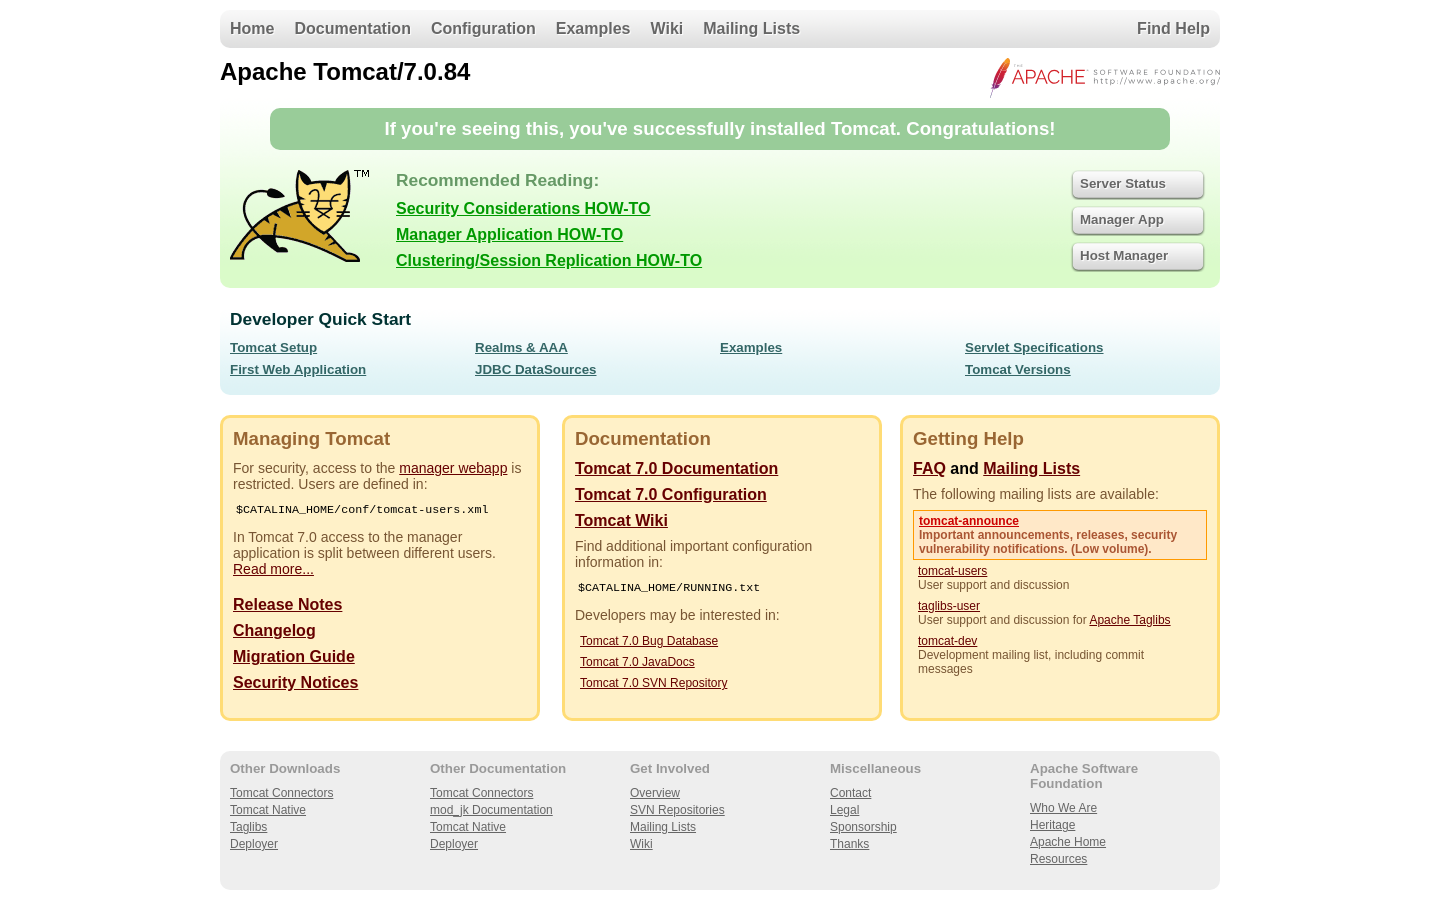 Home Documentation Configuration Examples Wiki Mailing Lists Find Help
Apache Tomcat/7.0.84
THE APACHE SOFTWARE FOUNDATION
http://www.apache.org/
If you're seeing this, you've successfully installed Tomcat. Congratulations!
TM
Recommended Reading:
Security Considerations HOW-TO
Manager Application HOW-TO
Clustering/Session Replication HOW-TO
Server Status
Manager App
Host Manager
Developer Quick Start
Tomcat Setup
First Web Application
Realms & AAA
JDBC DataSources
Examples
Servlet Specifications
Tomcat Versions
Managing Tomcat
For security, access to the manager webapp is
restricted. Users are defined in:
$CATALINA_HOME/conf/tomcat-users.xml
In Tomcat 7.0 access to the manager
application is split between different users.
Read more...
Release Notes
Changelog
Migration Guide
Security Notices
Documentation
Tomcat 7.0 Documentation
Tomcat 7.0 Configuration
Tomcat Wiki
Find additional important configuration
information in:
$CATALINA_HOME/RUNNING.txt
Developers may be interested in:
Tomcat 7.0 Bug Database
Tomcat 7.0 JavaDocs
Tomcat 7.0 SVN Repository
Getting Help
FAQ and Mailing Lists
The following mailing lists are available:
tomcat-announce
Important announcements, releases, security
vulnerability notifications. (Low volume).
tomcat-users
User support and discussion
taglibs-user
User support and discussion for Apache Taglibs
tomcat-dev
Development mailing list, including commit
messages
Other Downloads
Tomcat Connectors
Tomcat Native
Taglibs
Deployer
Other Documentation
Tomcat Connectors
mod_jk Documentation
Tomcat Native
Deployer
Get Involved
Overview
SVN Repositories
Mailing Lists
Wiki
Miscellaneous
Contact
Legal
Sponsorship
Thanks
Apache Software
Foundation
Who We Are
Heritage
Apache Home
Resources